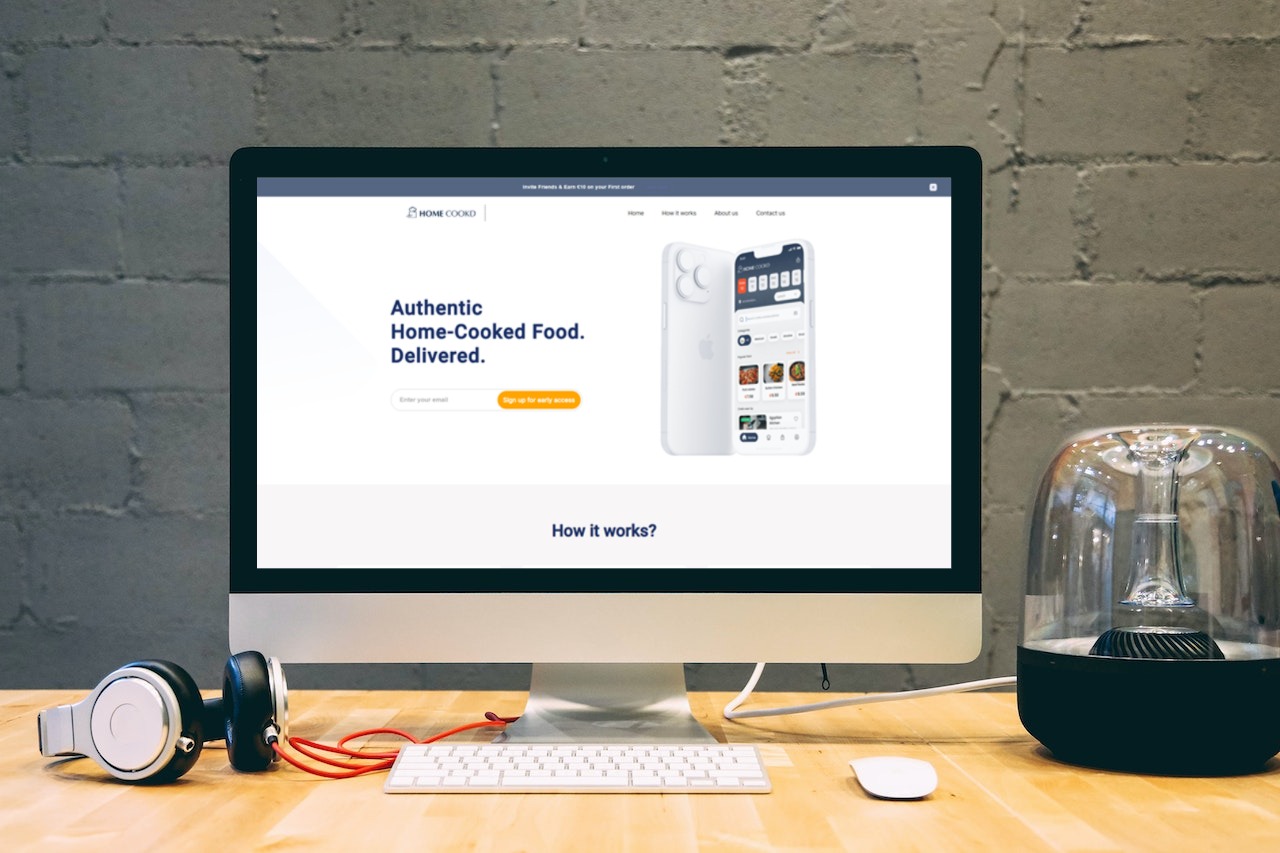 Invite Friends & Earn €10 on your First order
HOME COOKD
Home
How it works
About us
Contact us
Authentic
Home-Cooked Food.
Delivered.
Enter your email
Sign up for early access
HOME COOKD
Home
How it works?